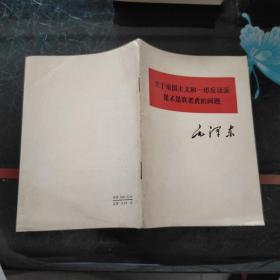 关于帝国主义和一切反动派
是不是真老虎的问题
毛泽东